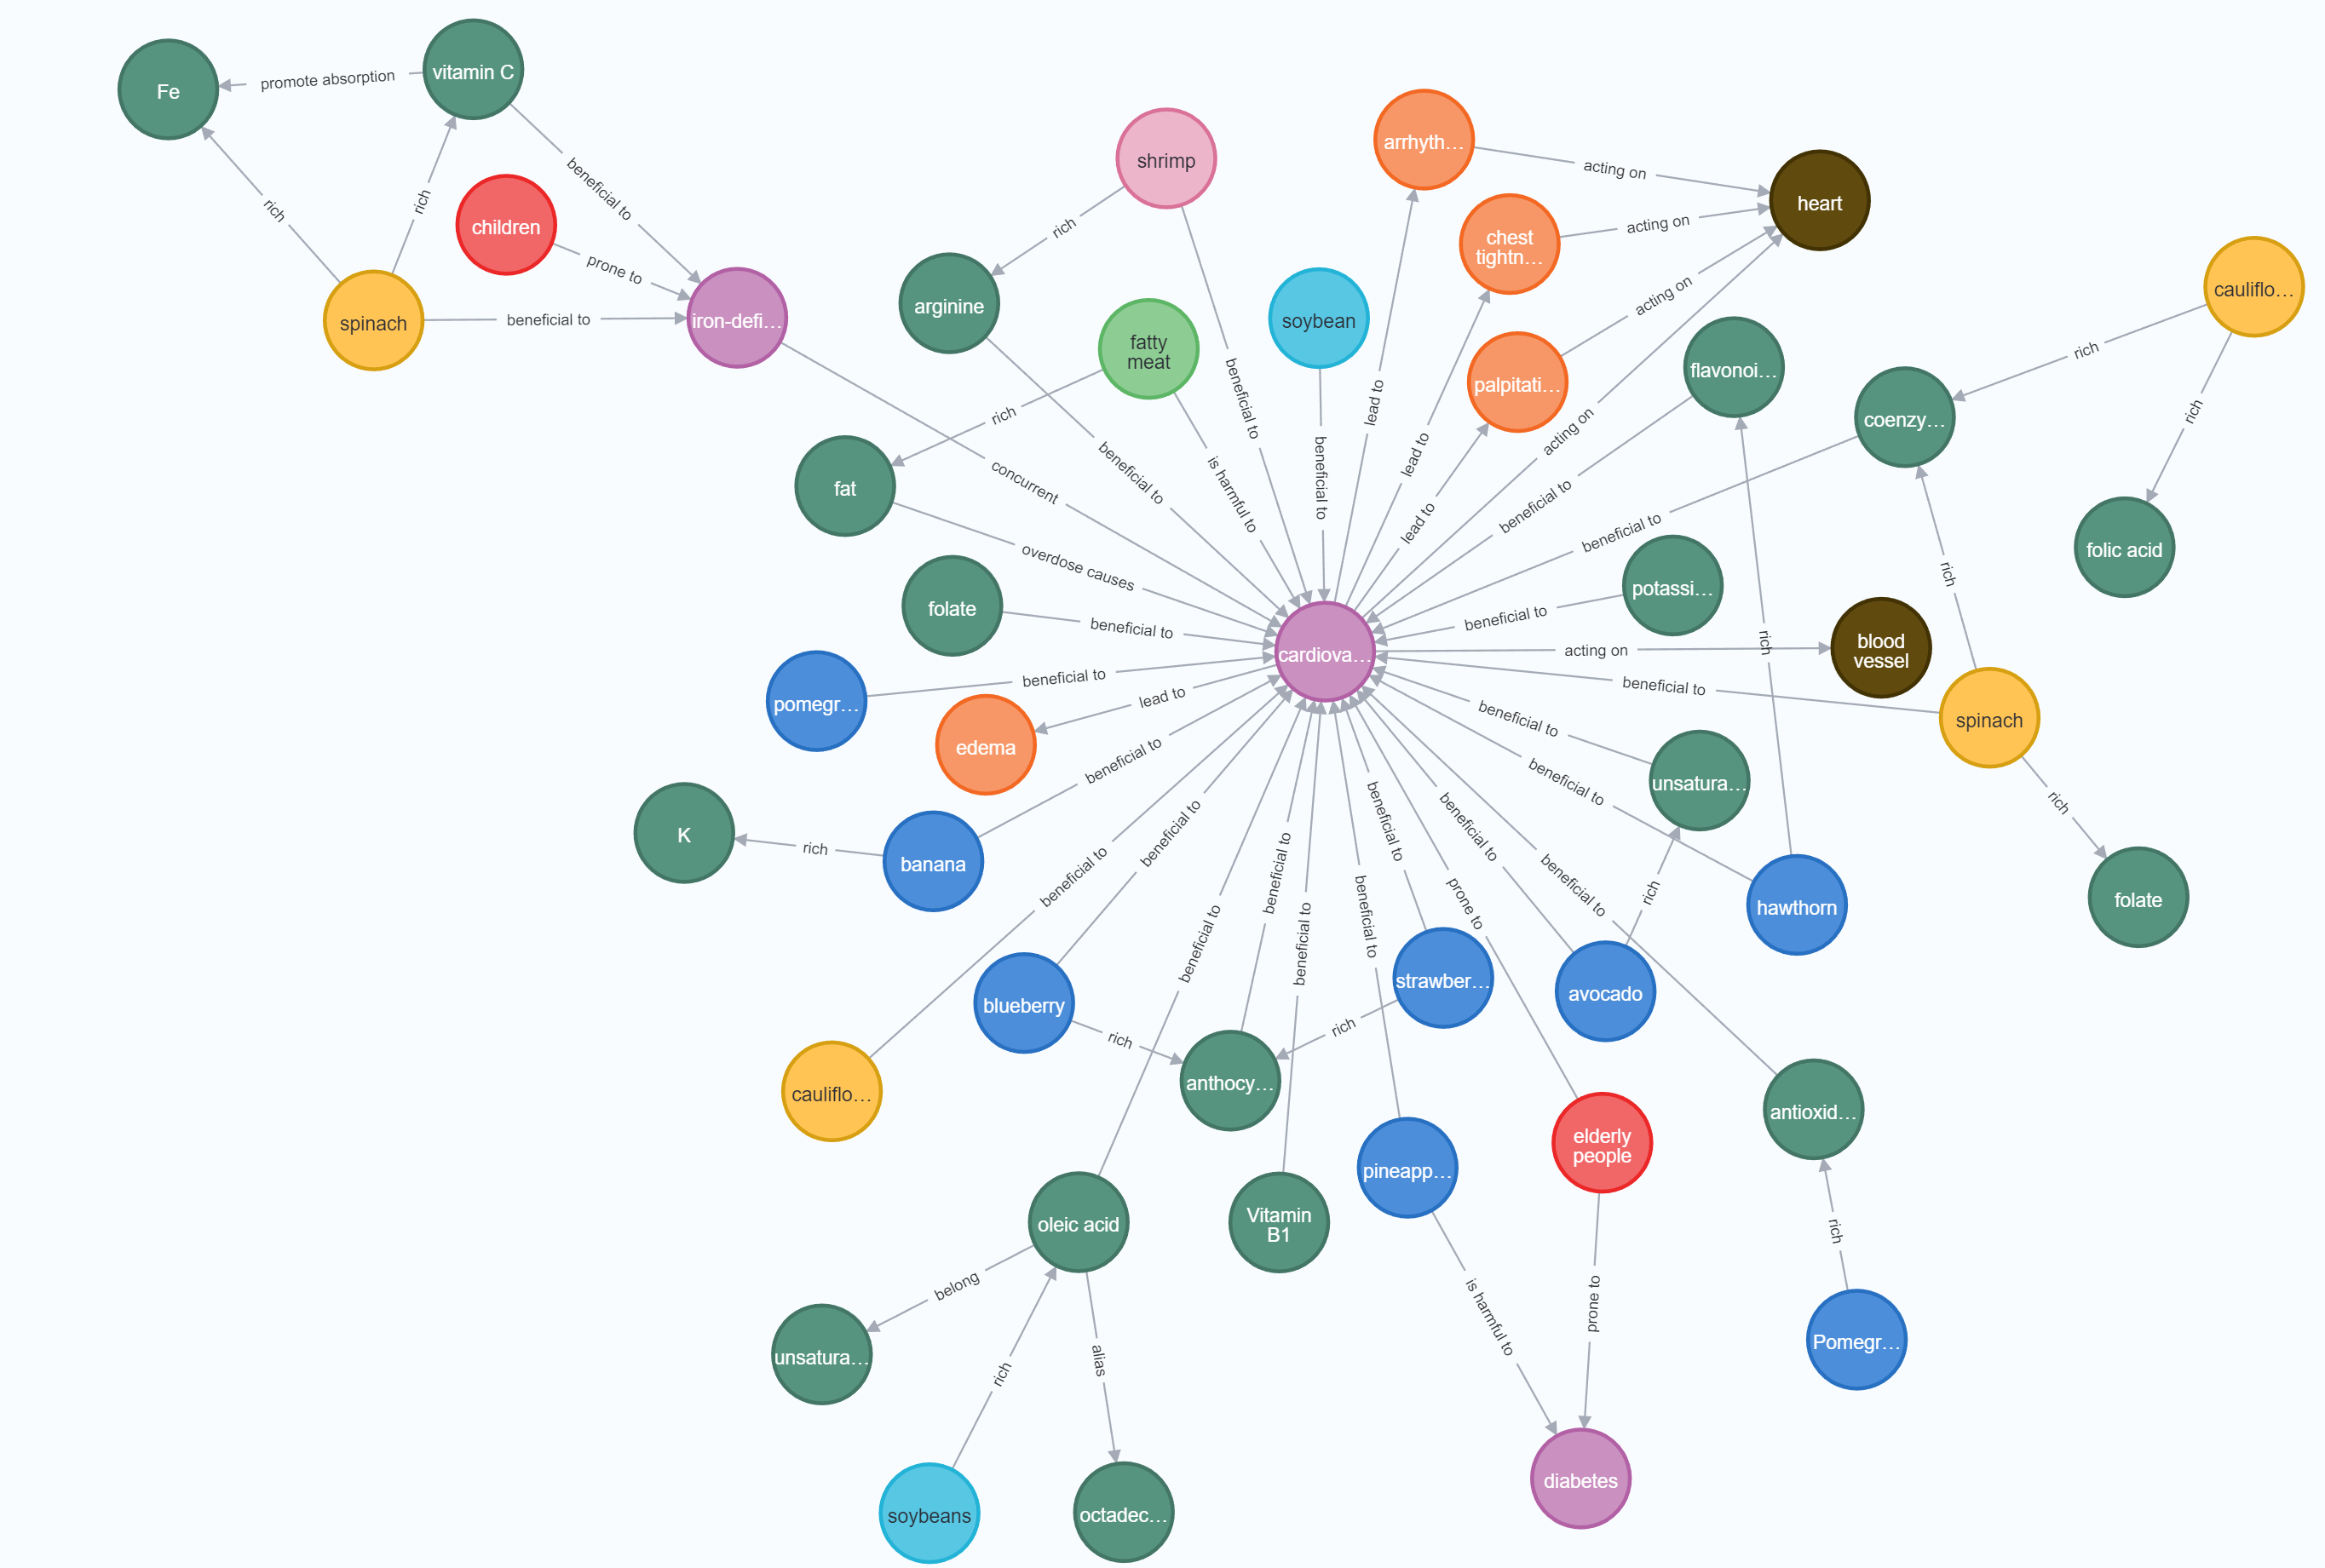 vitamin C
Fe
promote absorption
rich
rich
beneficial to
children
prone to
spinach
beneficial to
iron-defi...
concurrent
shrimp
rich
beneficial to
arginine
beneficial to
fatty
meat
rich
is harmful to
soybean
beneficial to
arrhyth...
acting on
heart
chest
tightn...
acting on
palpitati...
acting on
acting on
lead to
lead to
lead to
flavonoi...
beneficial to
cauliflo...
rich
rich
coenzy...
beneficial to
folic acid
rich
fat
overdose causes
folate
beneficial to
potassi...
beneficial to
rich
cardiova...
acting on
blood
vessel
pomegr...
beneficial to
lead to
edema
beneficial to
spinach
rich
folate
beneficial to
unsatura...
beneficial to
hawthorn
K
rich
banana
beneficial to
beneficial to
beneficial to
cauliflo...
blueberry
rich
beneficial to
beneficial to
beneficial to
anthocy...
rich
strawber...
beneficial to
beneficial to
prone to
beneficial to
avocado
rich
beneficial to
antioxid...
rich
Pomegr...
pineapp...
is harmful to
elderly
people
prone to
diabetes
Vitamin
B1
oleic acid
belong
unsatura...
rich
alias
soybeans
octadec...